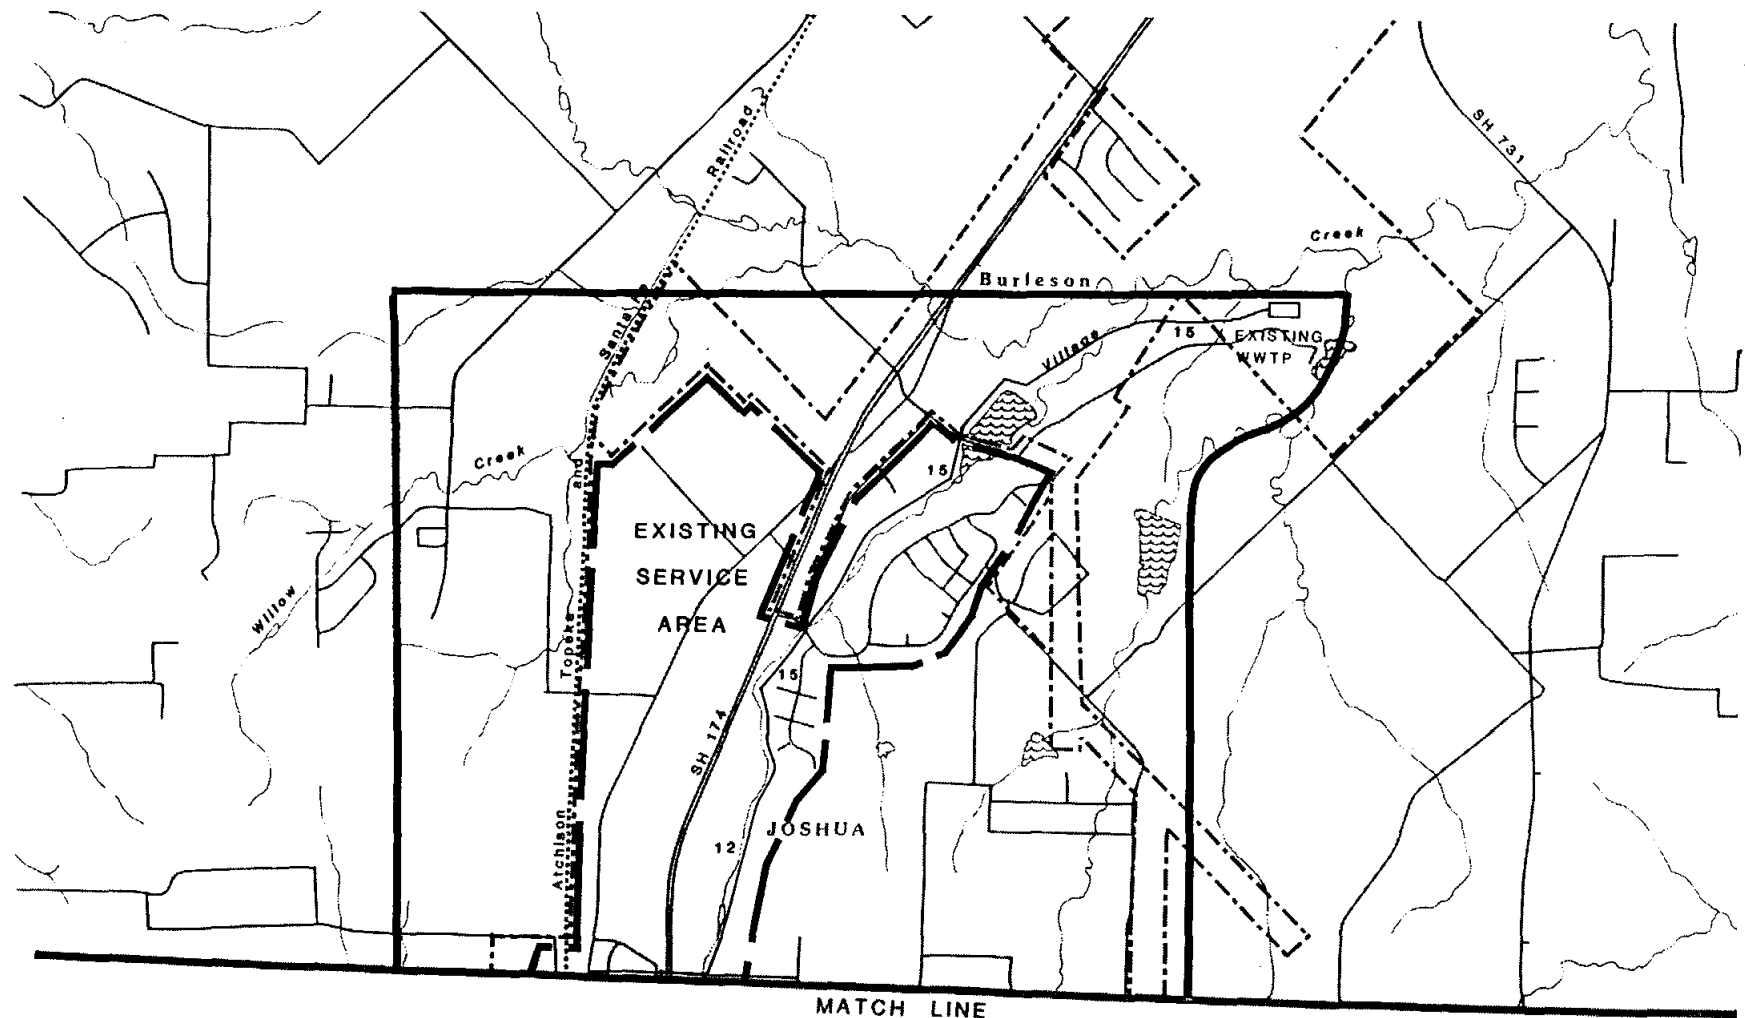 Railroad
SH 731
Creek
Burleson
Santa Fe
Village
15
EXISTING
WWTP
Creek
and
15
EXISTING
SERVICE
AREA
Willow
Topeka
15
SH 174
JOSHUA
12
Atchison
MATCH LINE